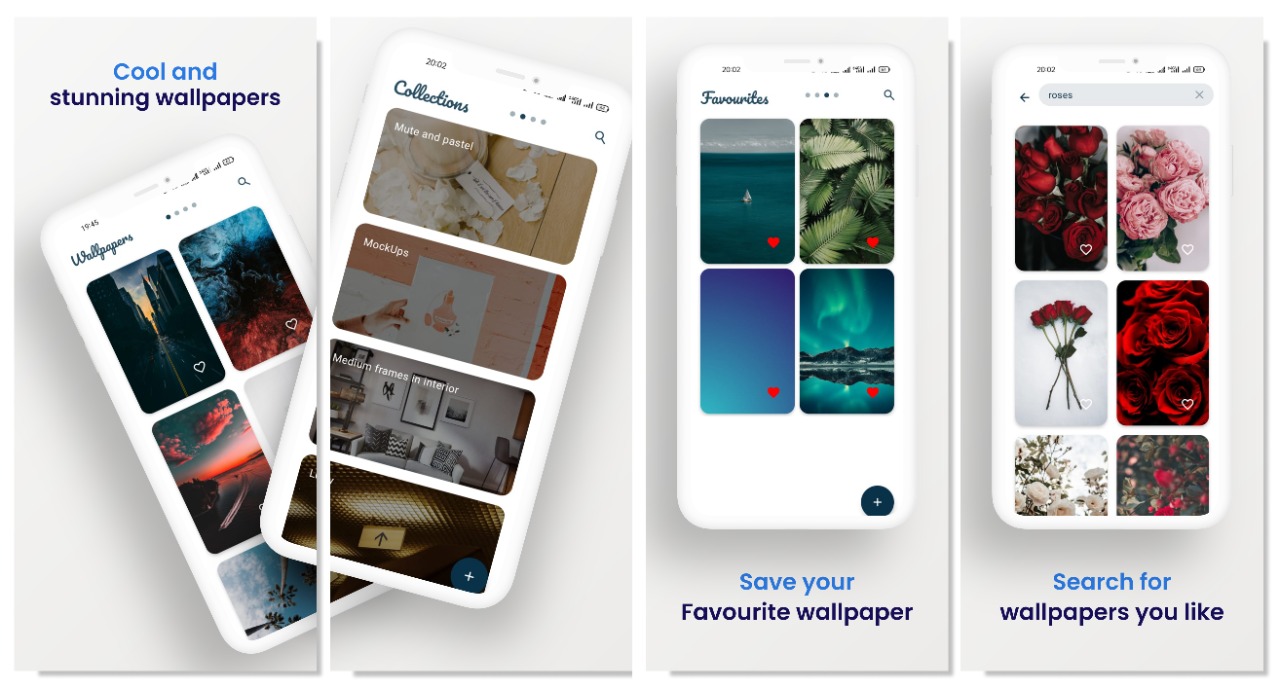 Cool and
stunning wallpapers
19:45
Wallpapers
20:02
Collections
Mute and pastel
MockUps
Medium frames in Interior
20:02
Favourites
Save your
Favourite wallpaper
20:02
roses
Search for
wallpapers you like